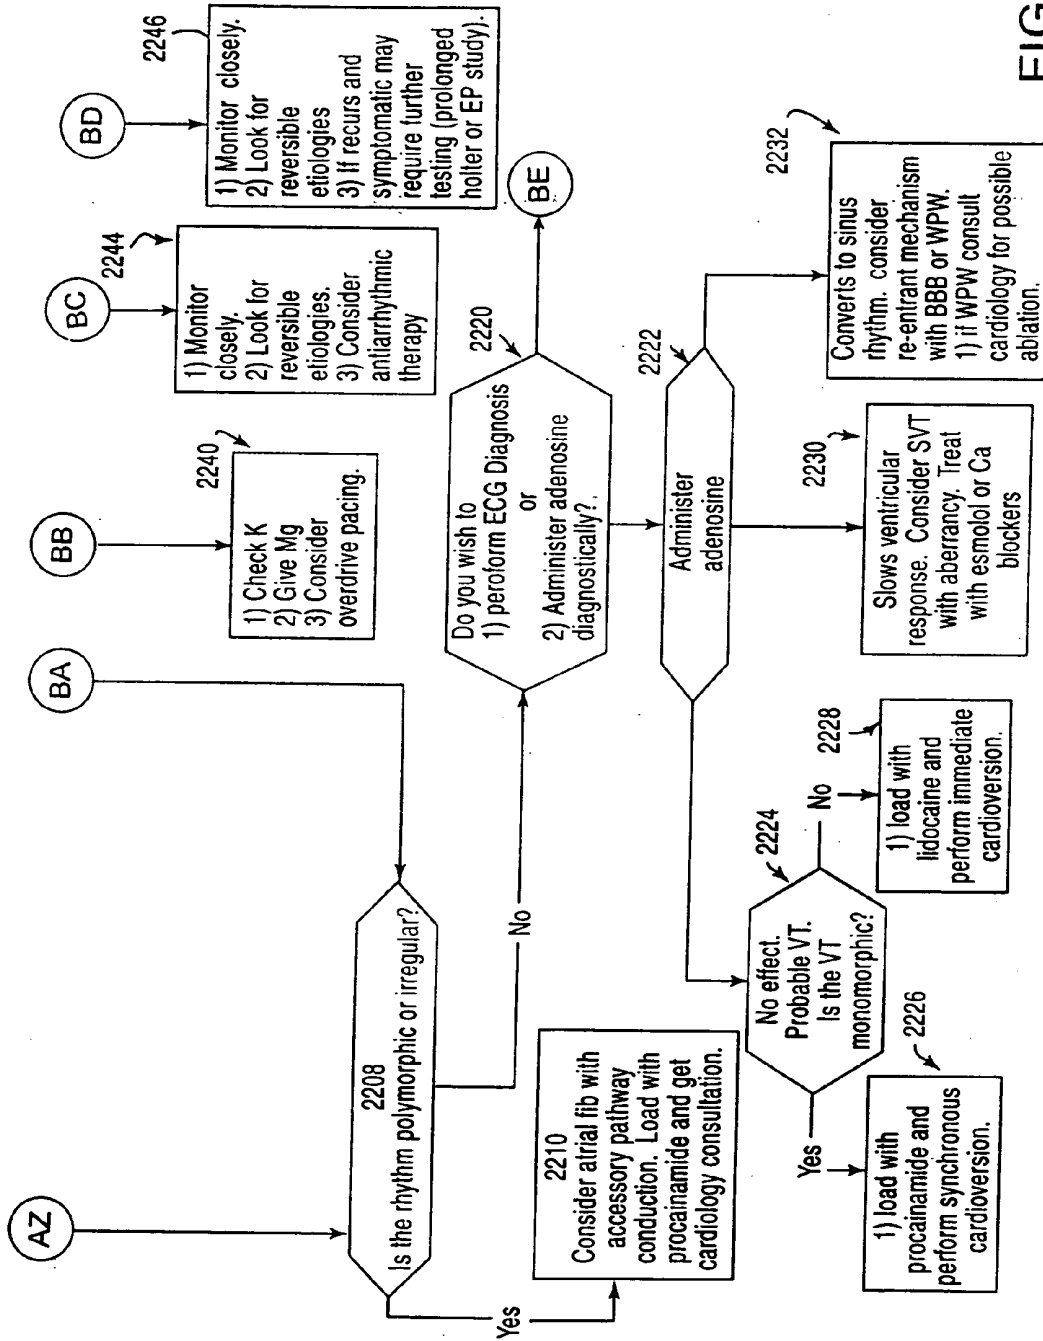 AZ
BA
BB
BC
BD
2208
Is the rhythm polymorphic or irregular?
Yes
No
2210
Consider atrial fib with
accessory pathway
conduction. Load with
procainamide and get
cardiology consultation.
2240
1) Check K
2) Give Mg
3) Consider
overdrive pacing.
2244
1) Monitor
closely.
2) Look for
reversible
etiologies.
3) Consider
antiarrhythmic
therapy
2246
1) Monitor closely.
2) Look for
reversible
etiologies
3) If recurs and
symptomatic may
require further
testing (prolonged
holter or EP study).
2220
Do you wish to
1) peroform ECG Diagnosis
or
2) Administer adenosine
diagnostically?.
BE
2222
Administer
adenosine
2224
No effect.
Probable VT.
Is the VT
monomorphic?
Yes
No
2226
1) load with
procainamide and
perform synchronous
cardioversion.
2228
1) load with
lidocaine and
perform immediate
cardioversion.
2230
Slows ventricular
response. Consider SVT
with aberrancy. Treat
with esmolol or Ca
blockers
2232
Converts to sinus
rhythm. consider
re-entrant mechanism
with BBB or WPW.
1) if WPW consult
cardiology for possible
ablation.